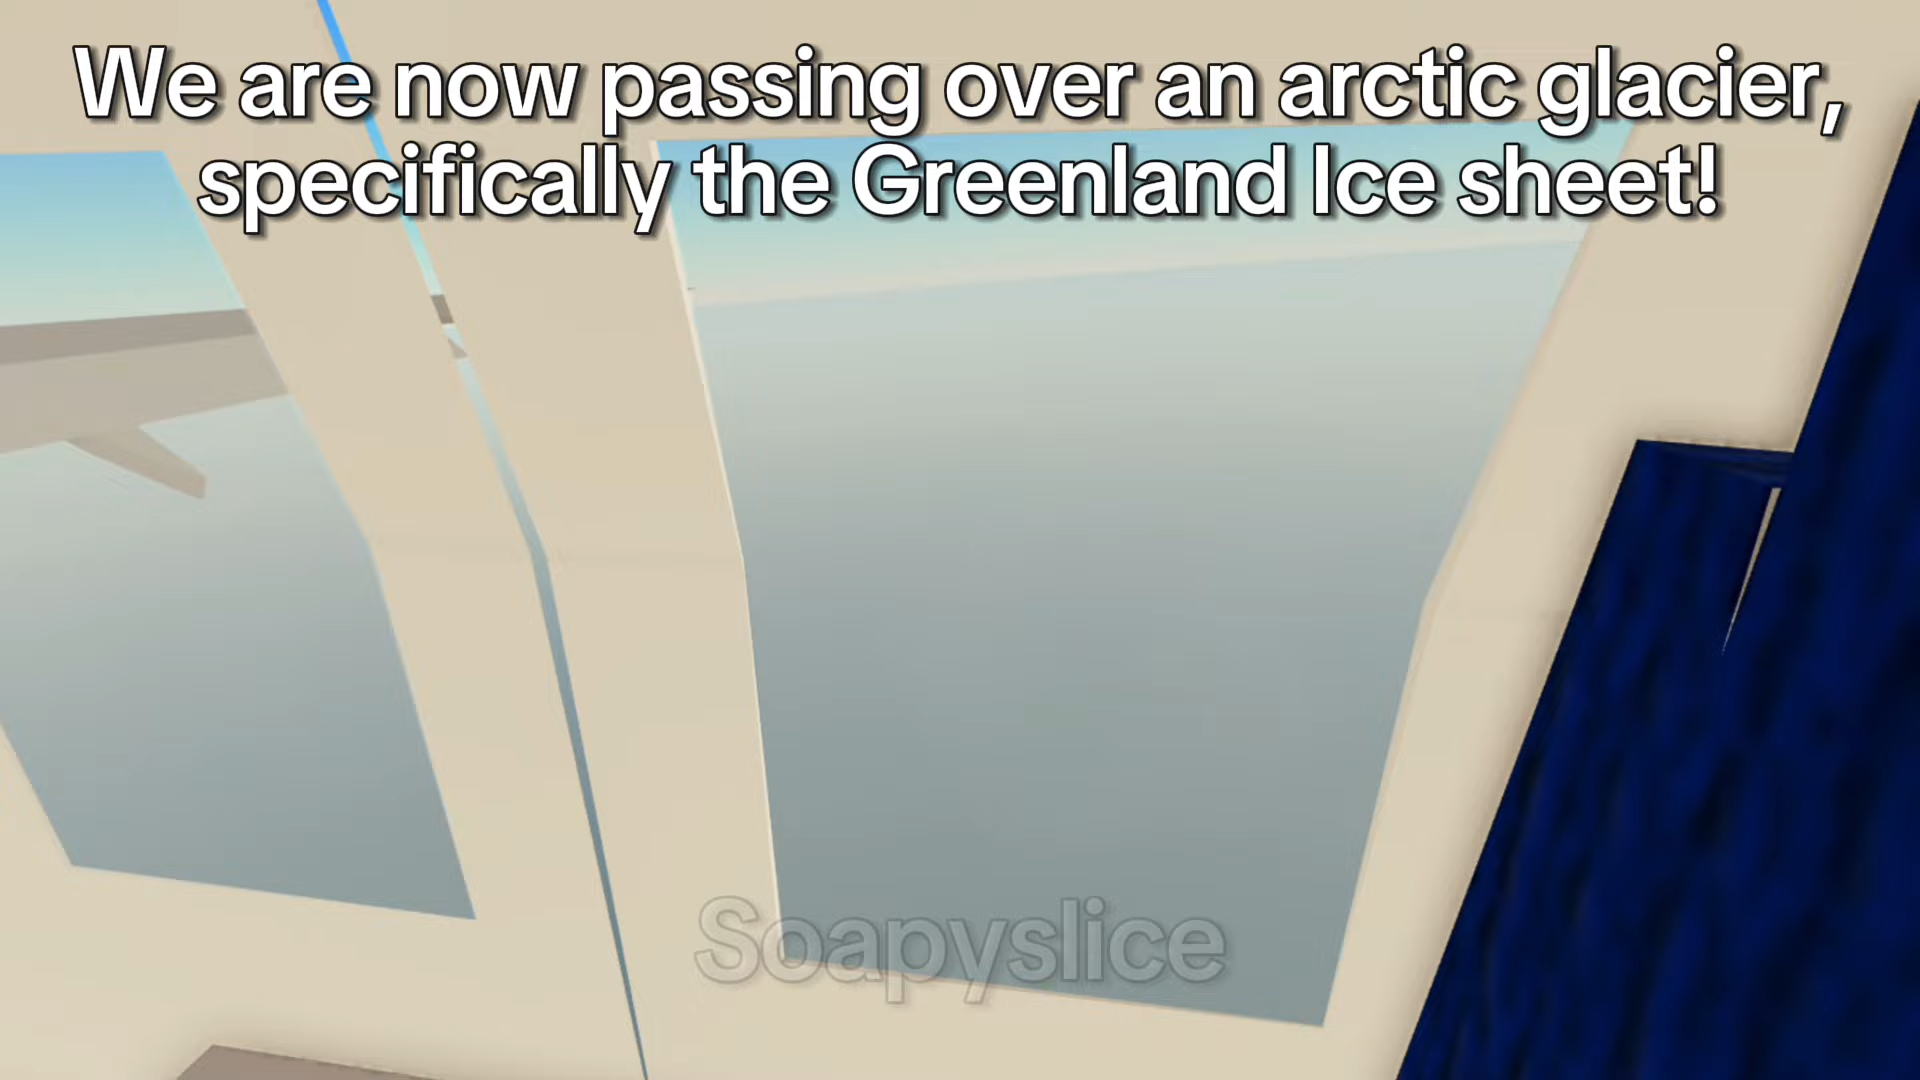 We are now passing over an arctic glacier,
specifically the Greenland Ice sheet!
Soapyslice